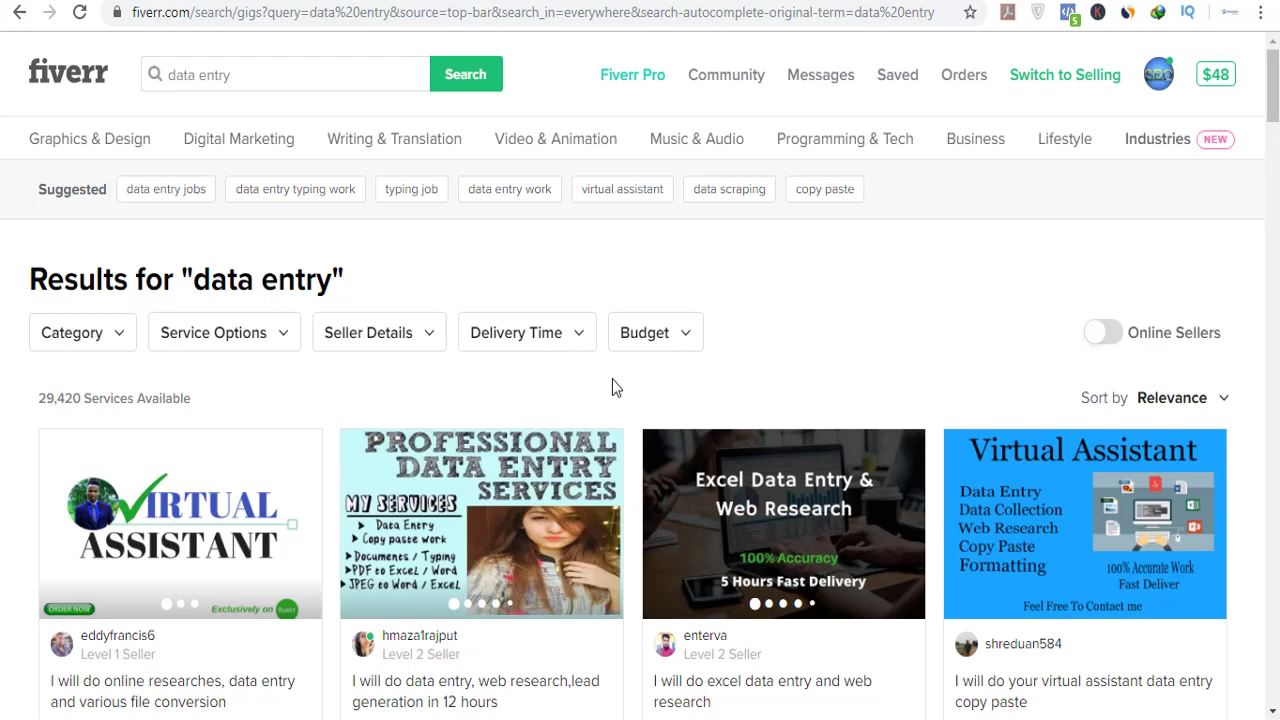 fiverr.com/search/gigs?query=data%20entry&source=top-bar&search_in=everywhere&search-autocomplete-original-term=data%20entry
5
K
IQ
fiverr
data entry
Search
Fiverr Pro
Community
Messages
Saved
Orders
Switch to Selling
SEO
$48
Graphics & Design
Digital Marketing
Writing & Translation
Video & Animation
Music & Audio
Programming & Tech
Business
Lifestyle
Industries NEW
Suggested
data entry jobs
data entry typing work
typing job
data entry work
virtual assistant
data scraping
copy paste
Results for "data entry"
Category
Service Options
Seller Details
Delivery Time
Budget
Online Sellers
29,420 Services Available
Sort by Relevance
VIRTUAL
ASSISTANT
ORDER NOW
Exclusively on fiverr
eddyfrancis6
Level 1 Seller
I will do online researches, data entry
and various file conversion
PROFESSIONAL
DATA ENTRY
SERVICES
MY SERVICES
Data Enrty
Copy paste work
Documents / Typing
PDF to Excel / Word
JPEG to Word / Excel
hmaza1rajput
Level 2 Seller
I will do data entry, web research,lead
generation in 12 hours
Excel Data Entry &
Web Research
100% Accuracy
5 Hours Fast Delivery
enterva
Level 2 Seller
I will do excel data entry and web
research
Virtual Assistant
Data Entry
Data Collection
Web Research
Copy Paste
Formatting
100% Accurate Work
Fast Deliver
Feel Free To Contact me
shreduan584
I will do your virtual assistant data entry
copy paste